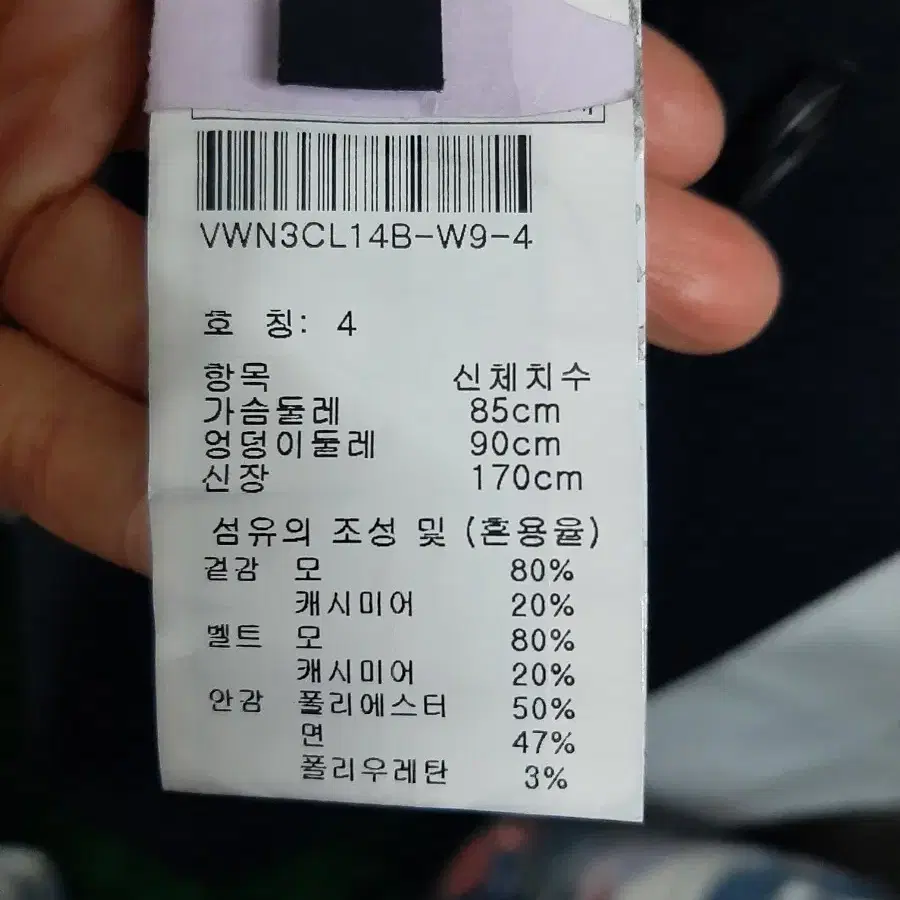 VWN3CL14B-W9-4
호 칭: 4
항목 신체치수
가슴둘레 85cm
엉덩이둘레 90cm
신장 170cm
섬유의 조성 및 (혼용율)
겉감 모 80%
캐시미어 20%
벨트 모 80%
캐시미어 20%
안감 폴리에스터 50%
면 47%
폴리우레탄 3%